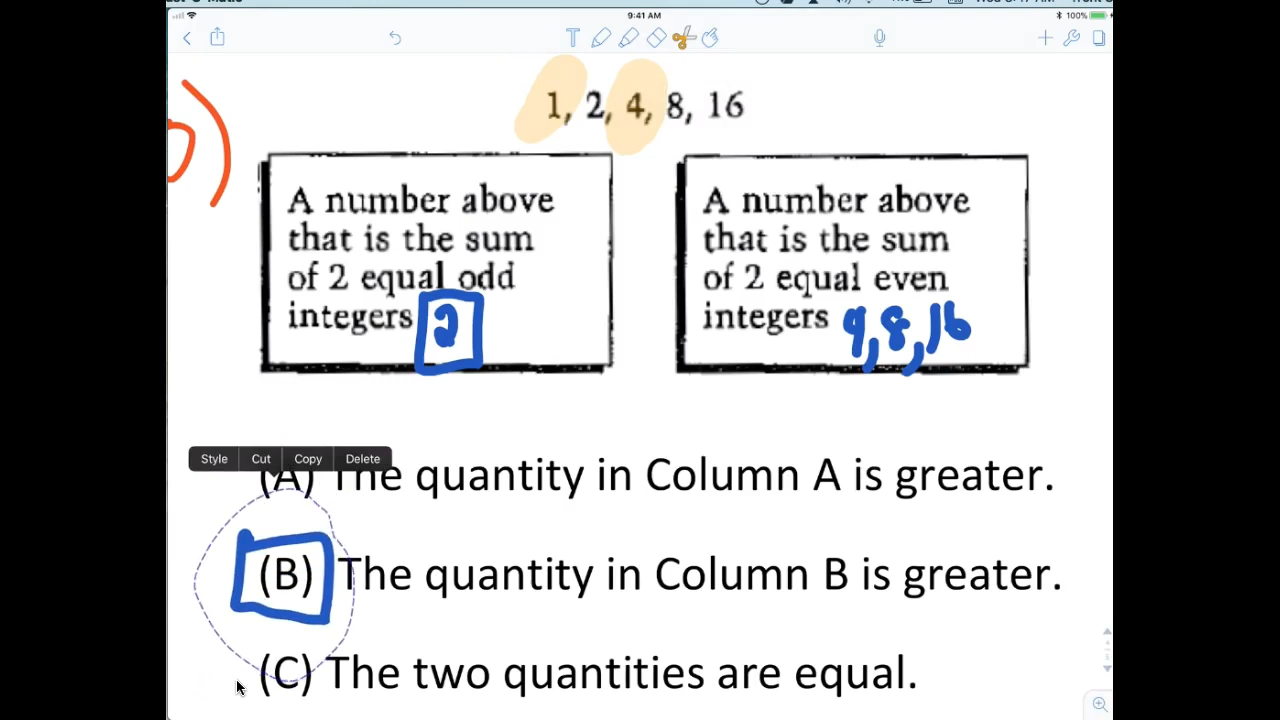 9:41 AM
100%
T
1, 2, 4, 8, 16
A number above
that is the sum
of 2 equal odd
integers 2
A number above
that is the sum
of 2 equal even
integers 4, 8, 16
Style Cut Copy Delete
(A) The quantity in Column A is greater.
(B) The quantity in Column B is greater.
(C) The two quantities are equal.